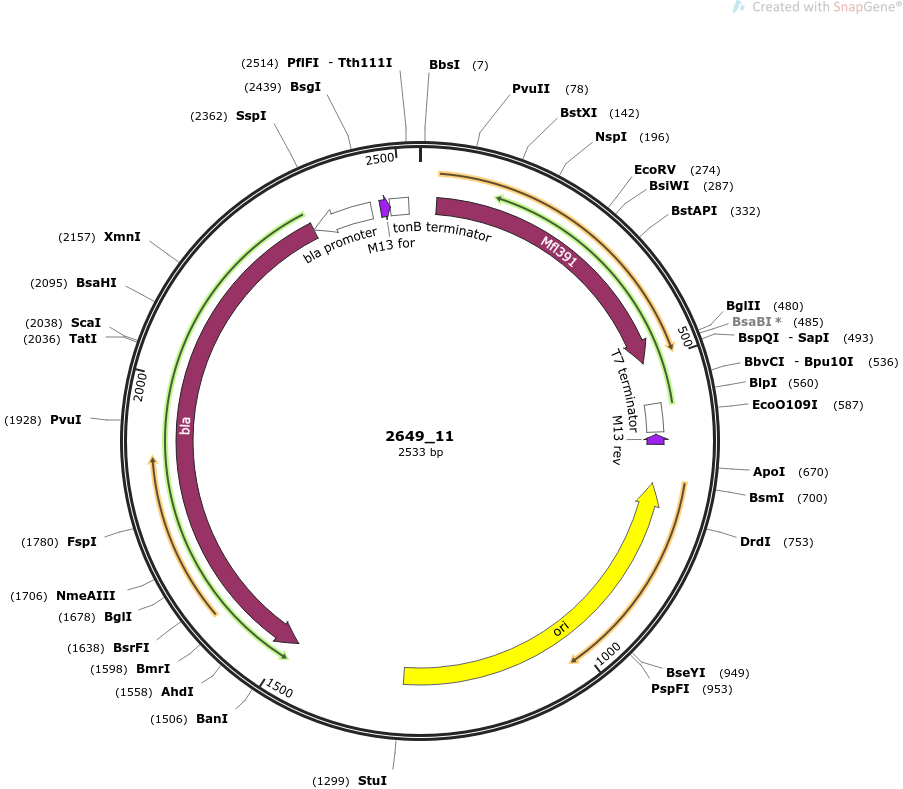 Created with SnapGene®
(2514) PflFI - Tth111I
BbsI (7)
(2439) BsgI
PvuII (78)
(2362) SspI
BstXI (142)
NspI (196)
2500
EcoRV (274)
BsiWI (287)
BstAPI (332)
bla promoter
M13 for
tonB terminator
Mfl391
(2157) XmnI
(2095) BsaHI
(2038) ScaI
(2036) TatI
BglII (480)
BsaBI * (485)
BspQI - SapI (493)
500
BbvCI - Bpu10I (536)
BlpI (560)
EcoO109I (587)
T7 terminator
M13 rev
2000
(1928) PvuI
bla
2649_11
2533 bp
ApoI (670)
BsmI (700)
DrdI (753)
(1780) FspI
(1706) NmeAIII
(1678) BglI
(1638) BsrFI
(1598) BmrI
(1558) AhdI
(1506) BanI
1500
ori
1000
BseYI (949)
PspFI (953)
(1299) StuI